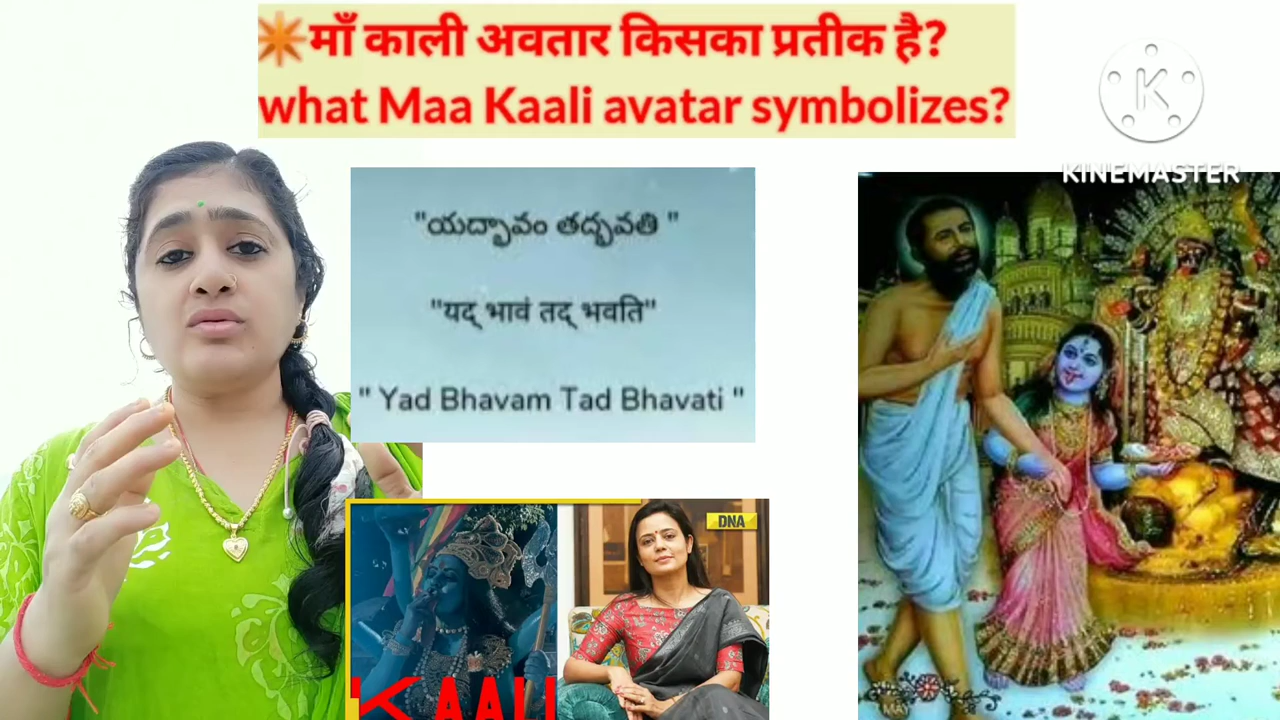 माँ काली अवतार किसका प्रतीक है?
what Maa Kaali avatar symbolizes?
K
KINEMASTER
"యద్భావం తద్భవతి "
"यद् भावं तद् भवति"
" Yad Bhavam Tad Bhavati "
DNA
KAALI
MAY